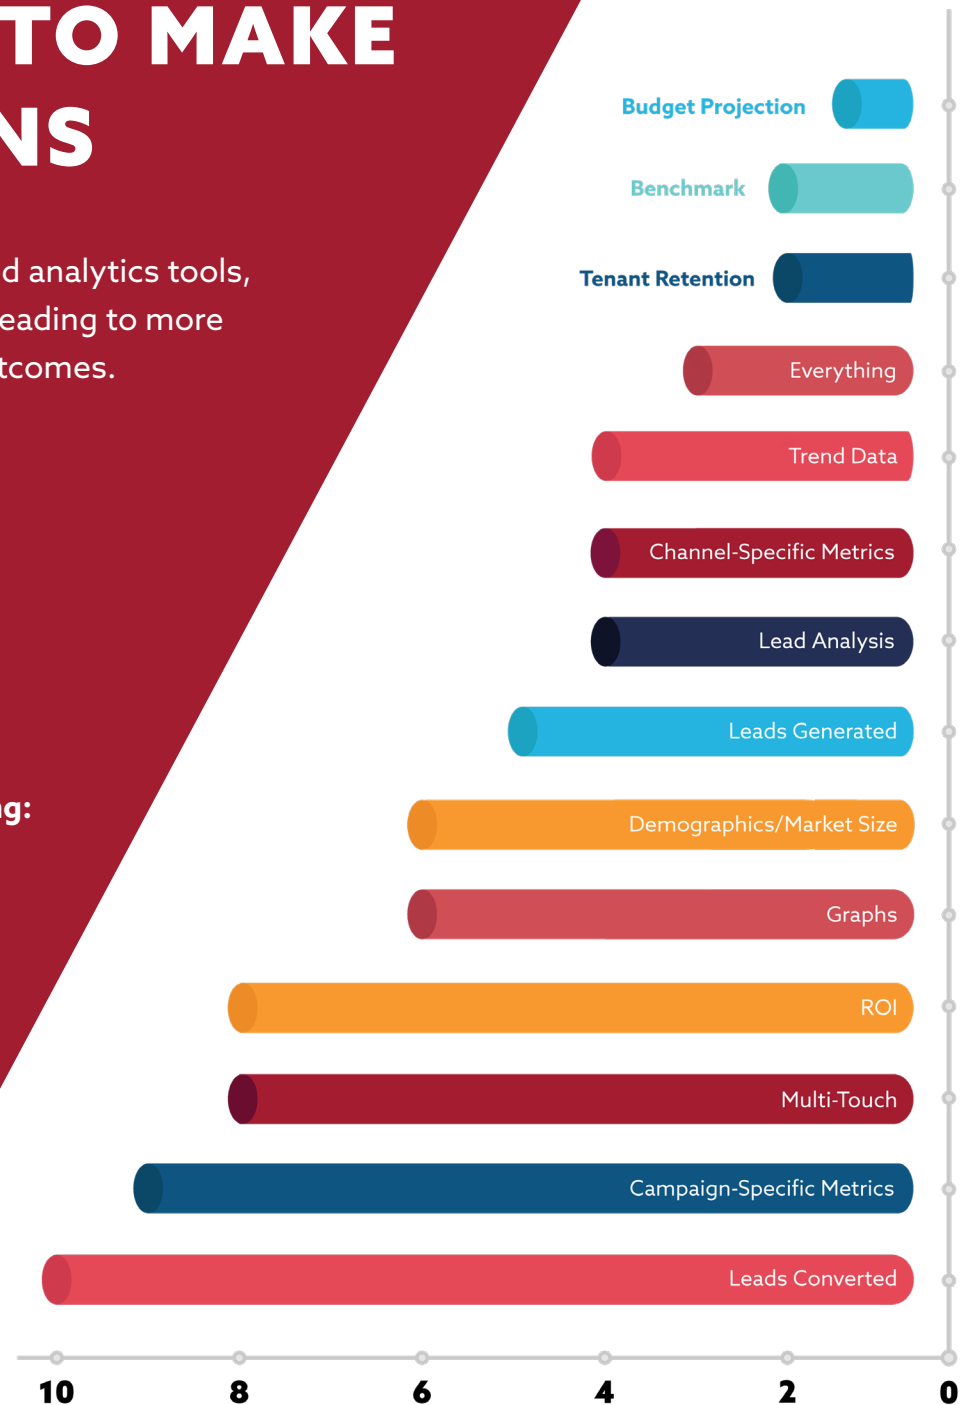 TO MAKE
NS
d analytics tools,
eading to more
tcomes.
g:
Budget Projection
Benchmark
Tenant Retention
Everything
Trend Data
Channel-Specific Metrics
Lead Analysis
Leads Generated
Demographics/Market Size
Graphs
ROI
Multi-Touch
Campaign-Specific Metrics
Leads Converted
10 8 6 4 2 0